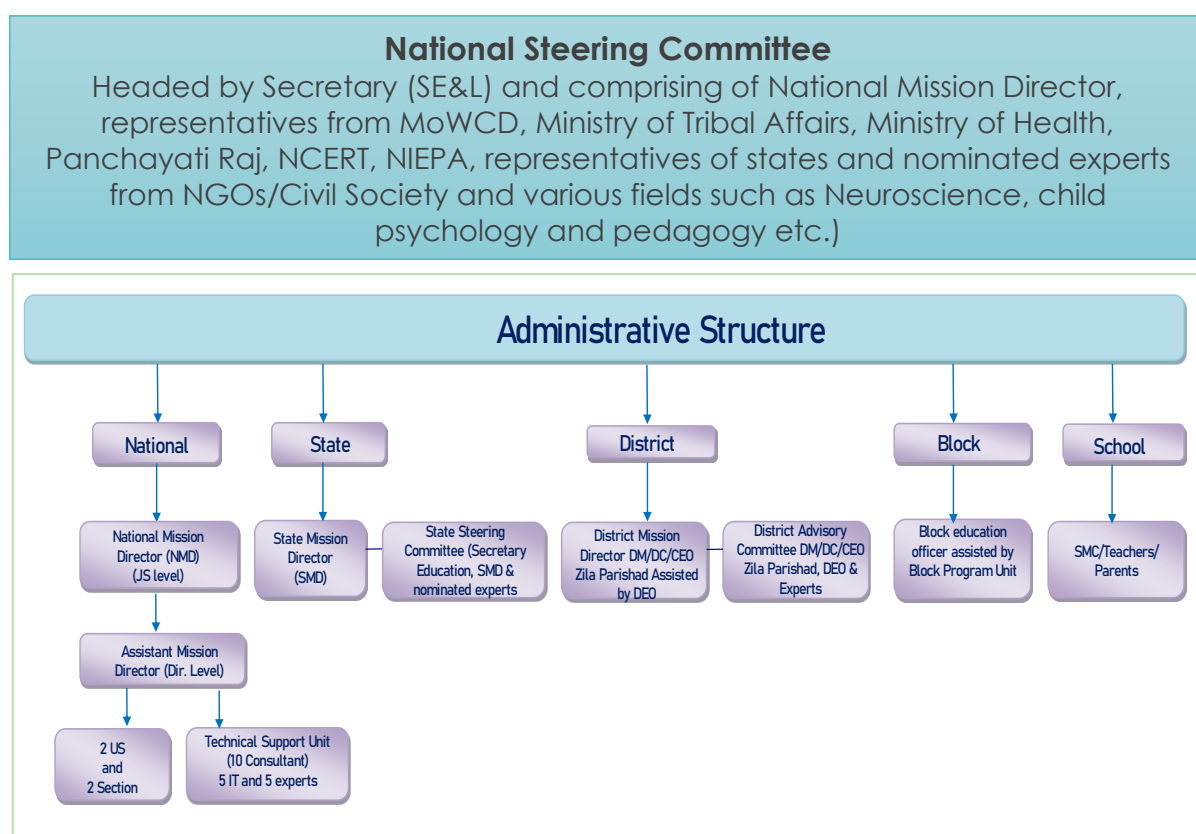 National Steering Committee
Headed by Secretary (SE&L) and comprising of National Mission Director,
representatives from MoWCD, Ministry of Tribal Affairs, Ministry of Health,
Panchayati Raj, NCERT, NIEPA, representatives of states and nominated experts
from NGOs/Civil Society and various fields such as Neuroscience, child
psychology and pedagogy etc.)
Administrative Structure
National
State
District
Block
School
National Mission
Director (NMD)
(JS level)
State Mission
Director
(SMD)
State Steering
Committee (Secretary
Education, SMD &
nominated experts
District Mission
Director DM/DC/CEO
Zila Parishad Assisted
by DEO
District Advisory
Committee DM/DC/CEO
Zila Parishad, DEO &
Experts
Block education
officer assisted by
Block Program Unit
SMC/Teachers/
Parents
Assistant Mission
Director (Dir. Level)
2 US
and
2 Section
Technical Support Unit
(10 Consultant)
5 IT and 5 experts